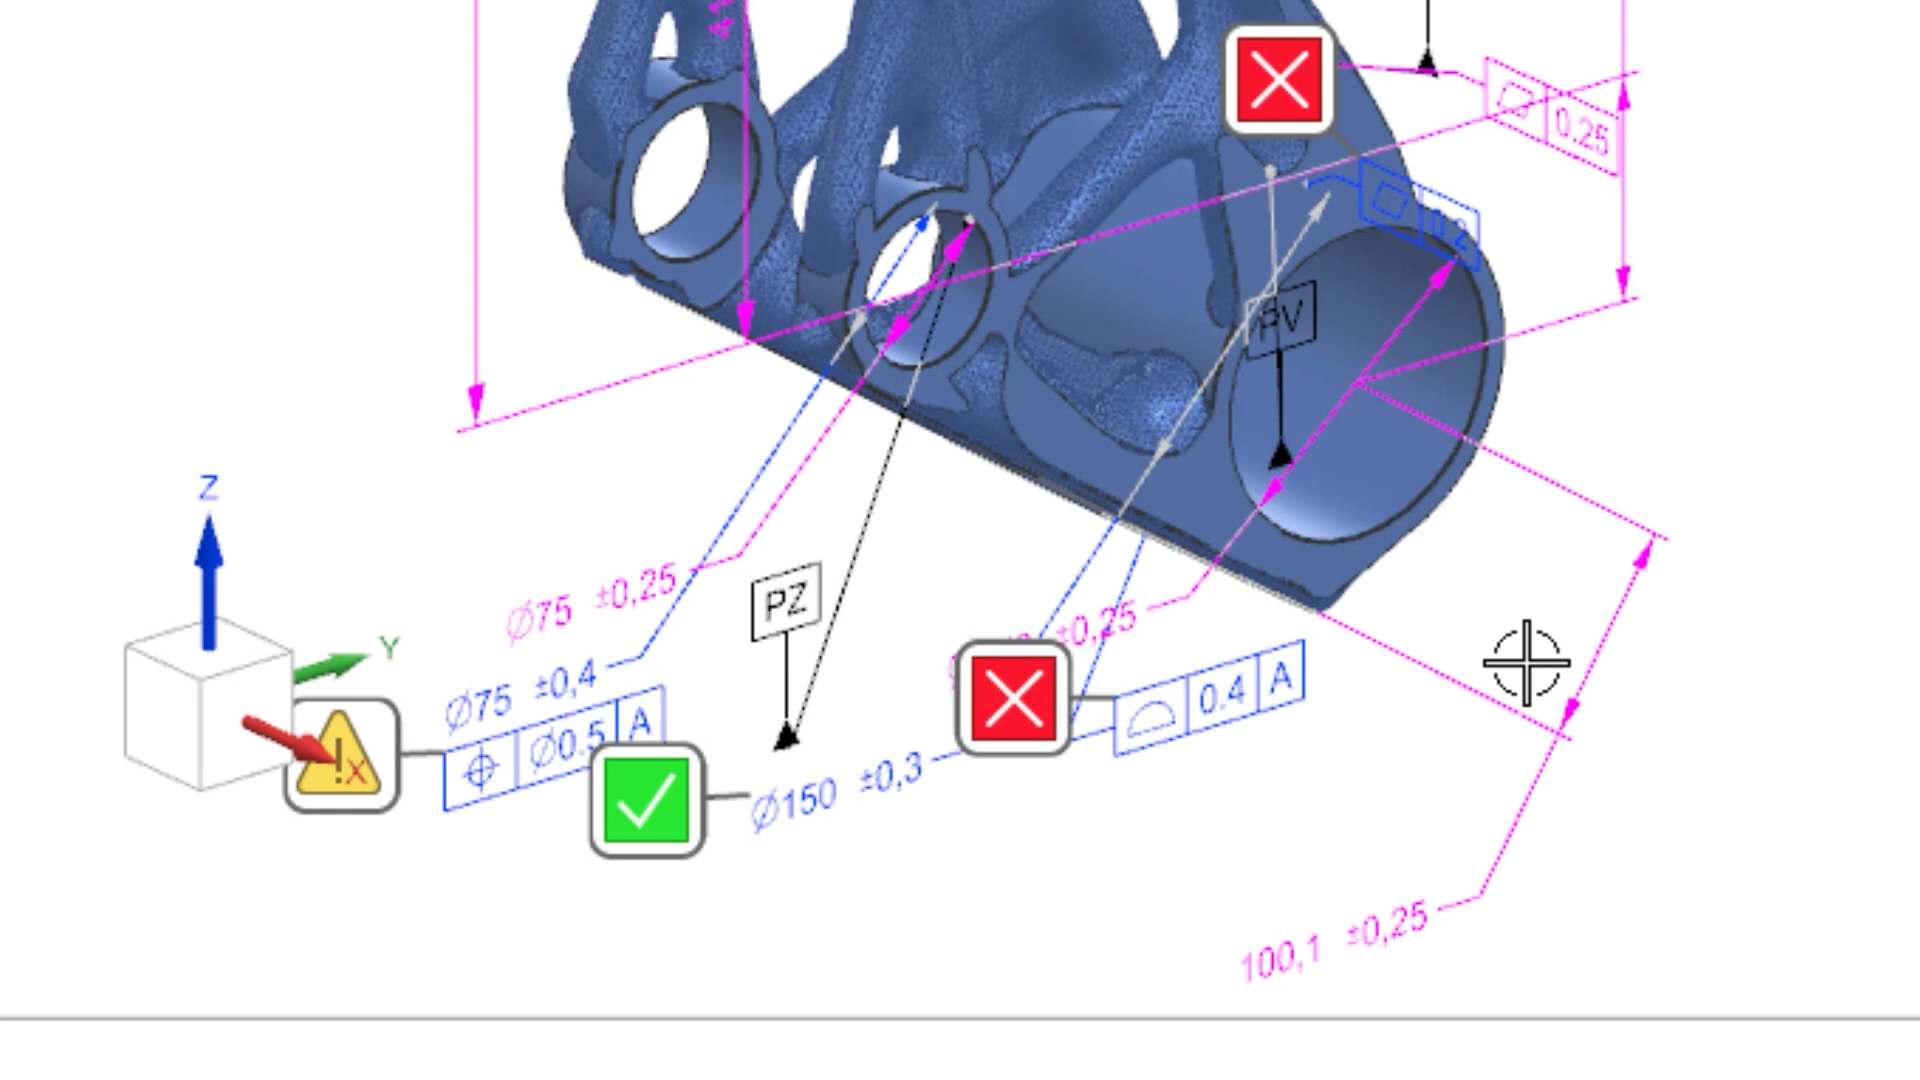 0.25
0.2
PV
Z
Y
X
Ø75 ±0,25
PZ
±0,25
Ø75 ±0,4
Ø0.5 A
0.4 A
Ø150 ±0,3
100,1 ±0,25